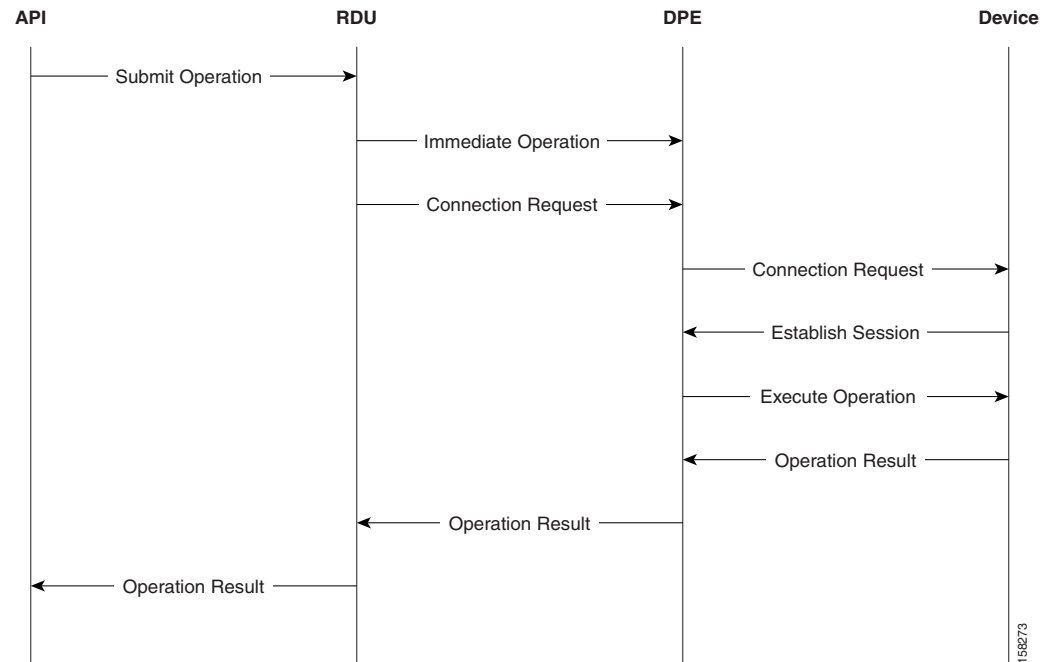 API
RDU
DPE
Device
Submit Operation
Immediate Operation
Connection Request
Connection Request
Establish Session
Execute Operation
Operation Result
Operation Result
Operation Result
158273